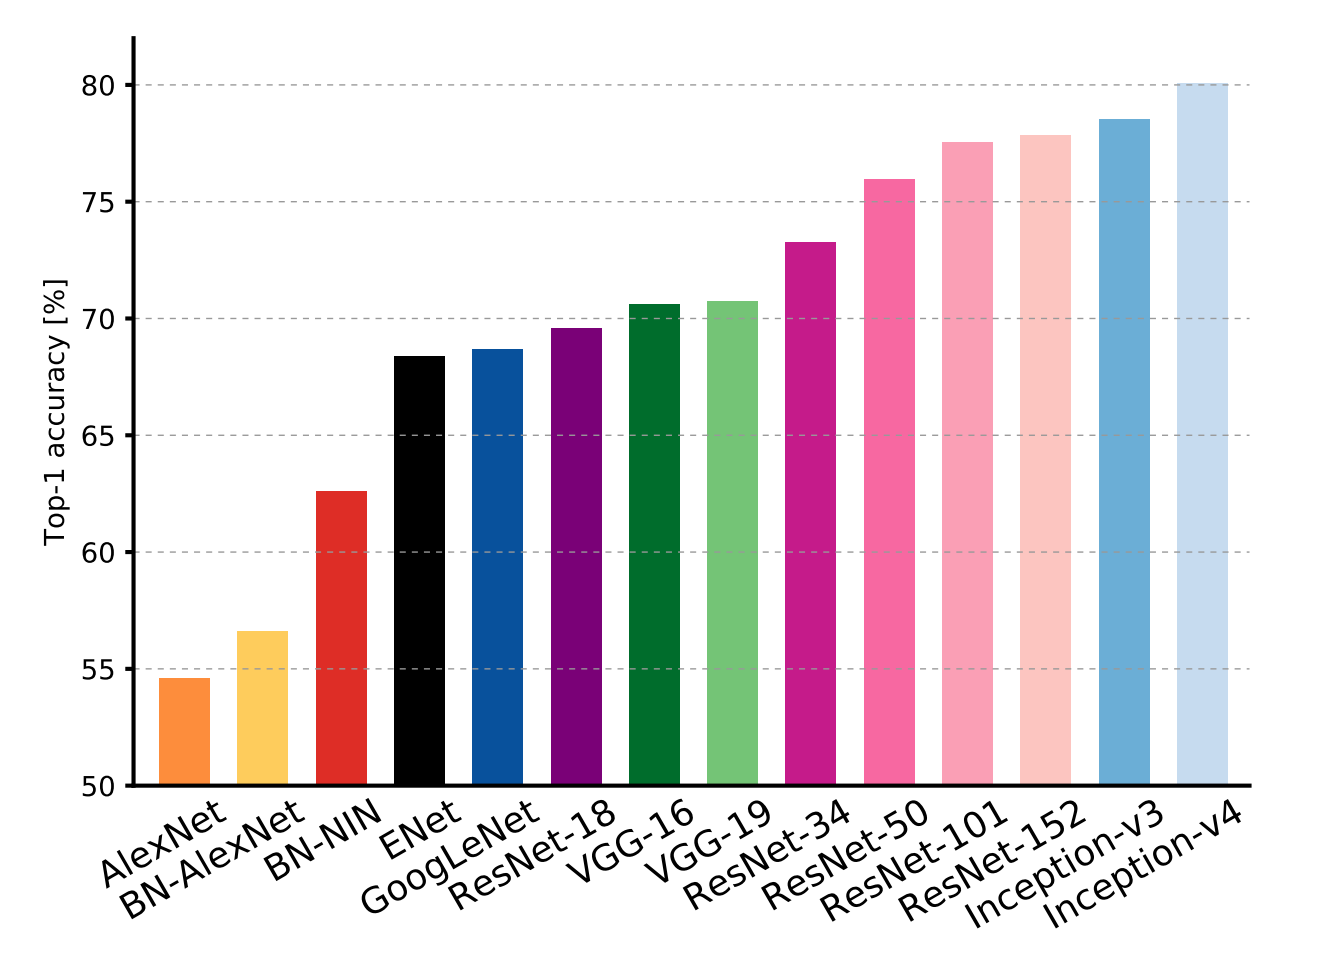 80
75
70
65
60
55
50
Top-1 accuracy [%]
AlexNet
BN-AlexNet
BN-NIN
ENet
GoogLeNet
ResNet-18
VGG-16
VGG-19
ResNet-34
ResNet-50
ResNet-101
ResNet-152
Inception-v3
Inception-v4